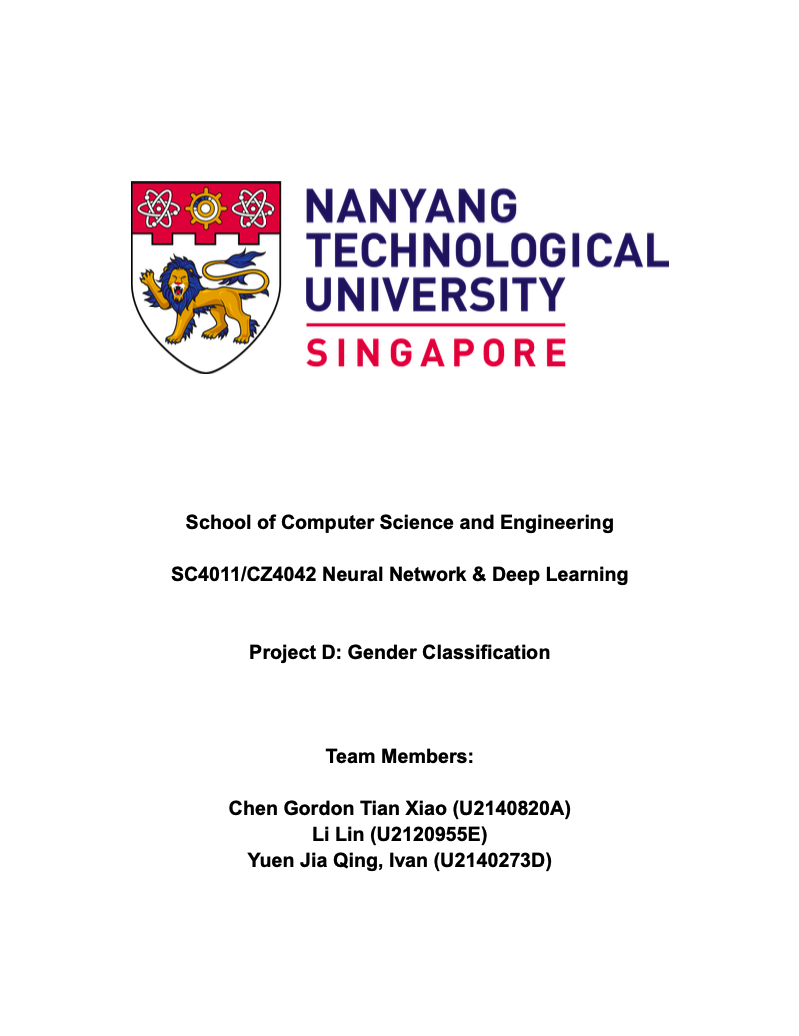 NANYANG
TECHNOLOGICAL
UNIVERSITY
SINGAPORE
School of Computer Science and Engineering
SC4011/CZ4042 Neural Network & Deep Learning
Project D: Gender Classification
Team Members:
Chen Gordon Tian Xiao (U2140820A)
Li Lin (U2120955E)
Yuen Jia Qing, Ivan (U2140273D)